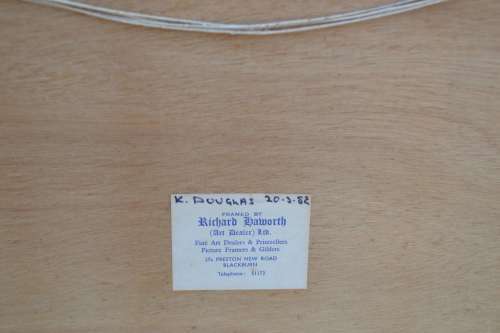 K. DOUGLAS 20-3-82
FRAMED BY
Richard Haworth
(Art Dealer) Ltd.
Fine Art Dealers & Printsellers
Picture Framers & Gilders
PRESTON NEW ROAD
BLACKBURN
Telephone: